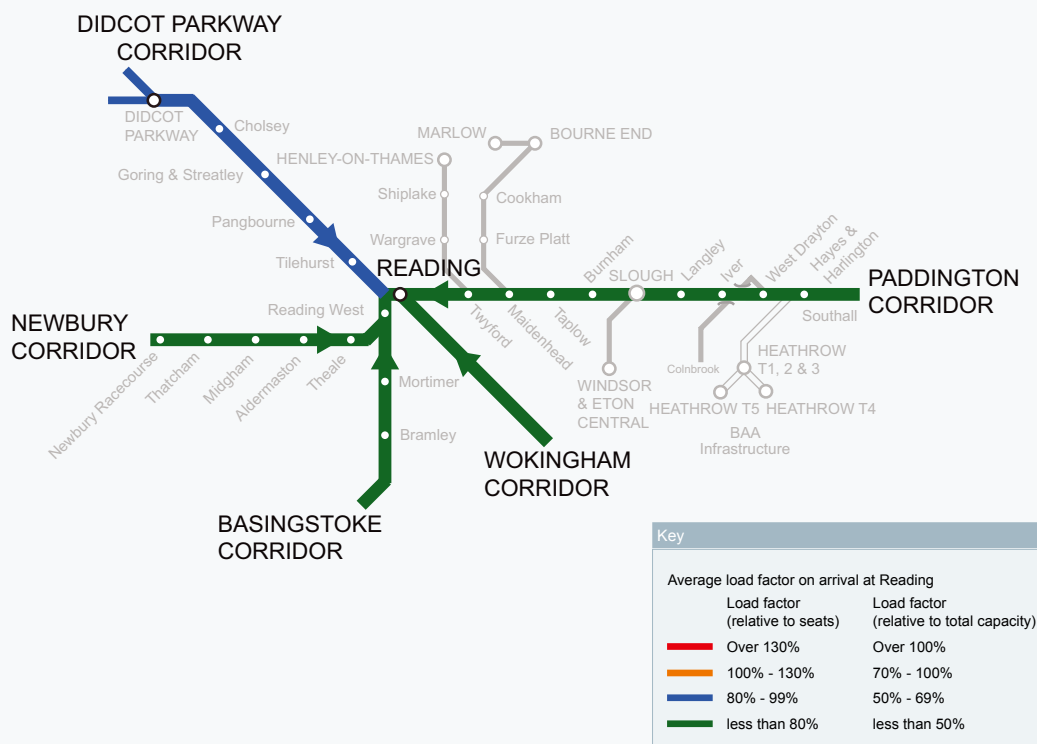 DIDCOT PARKWAY
CORRIDOR
DIDCOT
PARKWAY
Cholsey
Goring & Streatley
Pangbourne
Tilehurst
MARLOW
BOURNE END
HENLEY-ON-THAMES
Shiplake
Cookham
Wargrave
Furze Platt
READING
Burnham
SLOUGH
Langley
Iver
West Drayton
Hayes &
Harlington
PADDINGTON
CORRIDOR
Southall
Reading West
NEWBURY
CORRIDOR
Newbury Racecourse
Thatcham
Midgham
Aldermaston
Theale
Twyford
Maidenhead
Taplow
Mortimer
Bramley
WINDSOR
& ETON
CENTRAL
Colnbrook
HEATHROW
T1, 2 & 3
HEATHROW T5
HEATHROW T4
BAA
Infrastructure
WOKINGHAM
CORRIDOR
BASINGSTOKE
CORRIDOR
Key
Average load factor on arrival at Reading
Load factor
(relative to seats)
Load factor
(relative to total capacity)
Over 130%
Over 100%
100% - 130%
70% - 100%
80% - 99%
50% - 69%
less than 80%
less than 50%